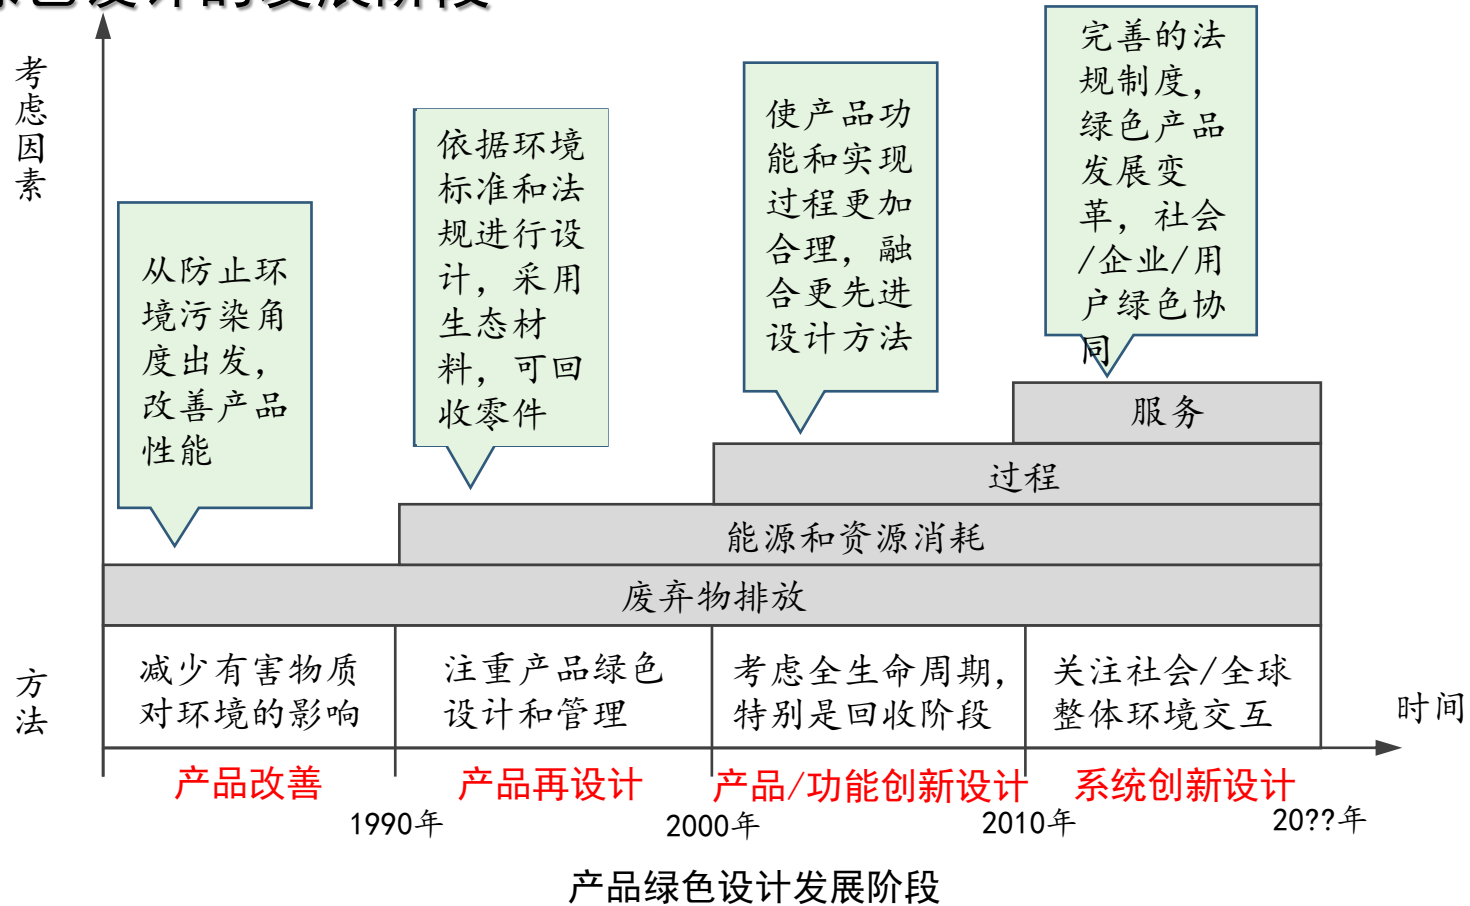 绿色设计的发展阶段
考
虑
因
素
从防止环
境污染角
度出发，
改善产品
性能
依据环境
标准和法
规进行设
计，采用
生态材
料，可回
收零件
使产品功
能和实现
过程更加
合理，融
合更先进
设计方法
完善的法
规制度，
绿色产品
发展变
革，社会
/企业/用
户绿色协
同
服务
过程
能源和资源消耗
废弃物排放
方
法
减少有害物质
对环境的影响
注重产品绿色
设计和管理
考虑全生命周期，
特别是回收阶段
关注社会/全球
整体环境交互
时间
产品改善
产品再设计
产品/功能创新设计
系统创新设计
1990年
2000年
2010年
20??年
产品绿色设计发展阶段